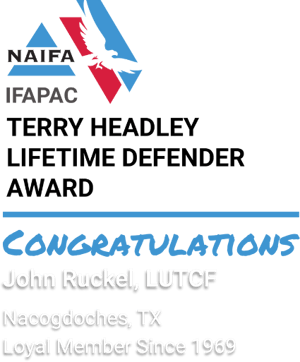 NAIFA
IFAPAC
TERRY HEADLEY
LIFETIME DEFENDER
AWARD
CONGRATULATIONS
John Ruckel, LUTCF
Nacogdoches, TX
Loyal Member Since 1969